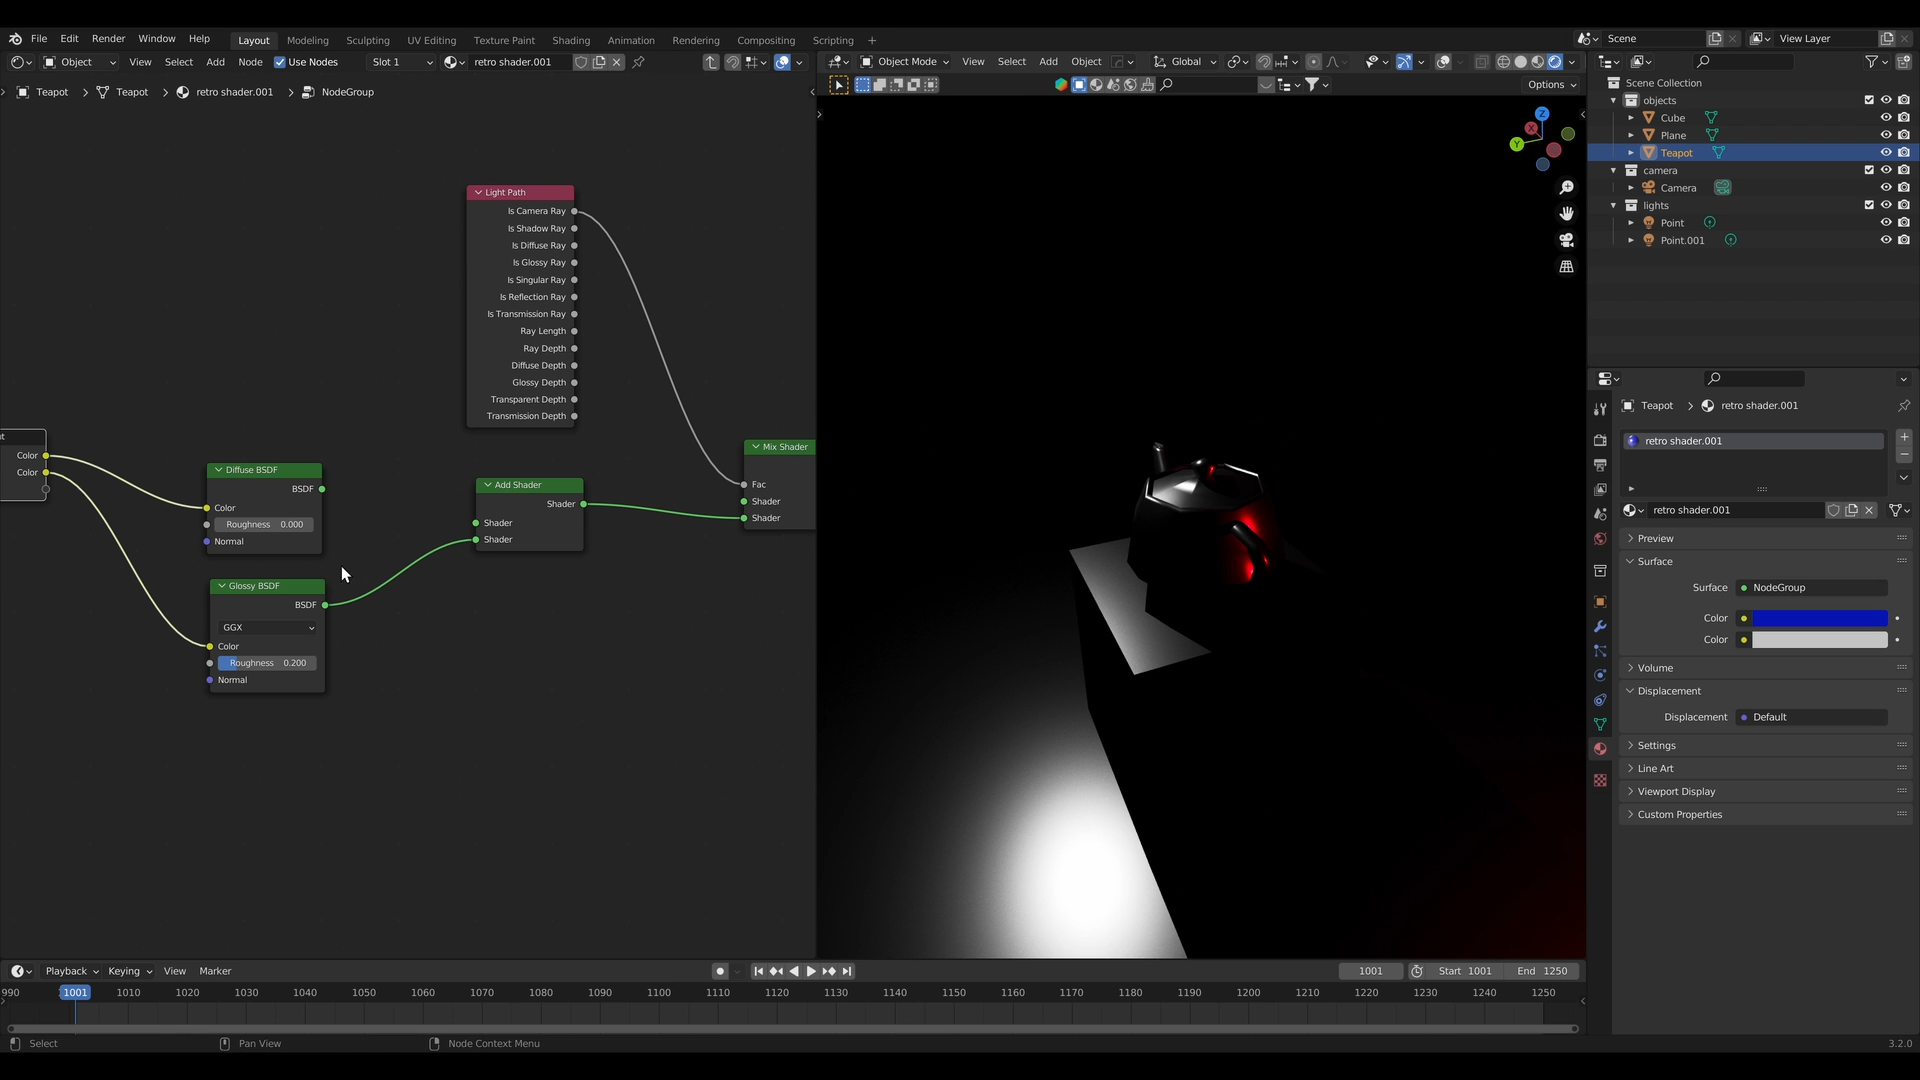 File Edit Render Window Help Layout Modeling Sculpting UV Editing Texture Paint Shading Animation Rendering Compositing Scripting + Scene View Layer
Object View Select Add Node Use Nodes Slot 1 retro shader.001
Object Mode View Select Add Object Global
Teapot Teapot retro shader.001 NodeGroup
Options
Scene Collection
objects
Cube
Plane
Teapot
camera
Camera
lights
Point
Point.001
Z
X
Y
Light Path
Is Camera Ray
Is Shadow Ray
Is Diffuse Ray
Is Glossy Ray
Is Singular Ray
Is Reflection Ray
Is Transmission Ray
Ray Length
Ray Depth
Diffuse Depth
Glossy Depth
Transparent Depth
Transmission Depth
Color
Color
Diffuse BSDF
BSDF
Color
Roughness 0.000
Normal
Glossy BSDF
BSDF
GGX
Color
Roughness 0.200
Normal
Add Shader
Shader
Shader
Shader
Mix Shader
Fac
Shader
Shader
Teapot retro shader.001
retro shader.001
retro shader.001
Preview
Surface
Surface NodeGroup
Color
Color
Volume
Displacement
Displacement Default
Settings
Line Art
Viewport Display
Custom Properties
Playback Keying View Marker 1001 Start 1001 End 1250
990 1001 1010 1020 1030 1040 1050 1060 1070 1080 1090 1100 1110 1120 1130 1140 1150 1160 1170 1180 1190 1200 1210 1220 1230 1240 1250
Select Pan View Node Context Menu 3.2.0